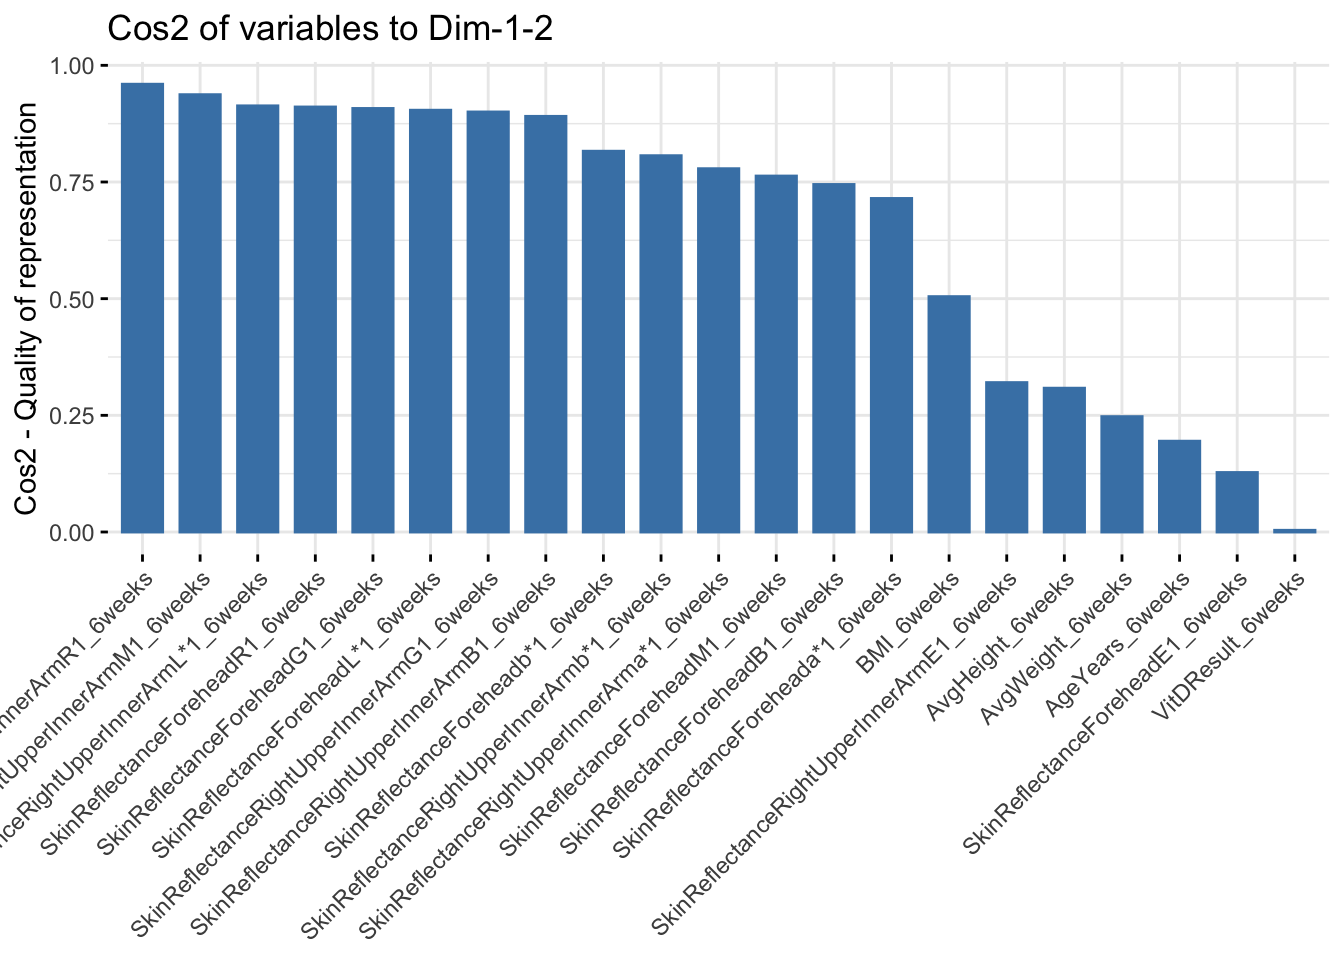 Cos2 of variables to Dim-1-2
Cos2 - Quality of representation
1.00
0.75
0.50
0.25
0.00
nnerArmR1_6weeks
tUpperInnerArmM1_6weeks
nceRightUpperInnerArmL*1_6weeks
SkinReflectanceForeheadR1_6weeks
SkinReflectanceForeheadG1_6weeks
SkinReflectanceForeheadL*1_6weeks
SkinReflectanceRightUpperInnerArmG1_6weeks
SkinReflectanceRightUpperInnerArmB1_6weeks
SkinReflectanceForeheadb*1_6weeks
SkinReflectanceRightUpperInnerArmb*1_6weeks
SkinReflectanceRightUpperInnerArma*1_6weeks
SkinReflectanceForeheadM1_6weeks
SkinReflectanceForeheadB1_6weeks
SkinReflectanceForeheada*1_6weeks
BMI_6weeks
SkinReflectanceRightUpperInnerArmE1_6weeks
AvgHeight_6weeks
AvgWeight_6weeks
AgeYears_6weeks
SkinReflectanceForeheadE1_6weeks
VitDResult_6weeks